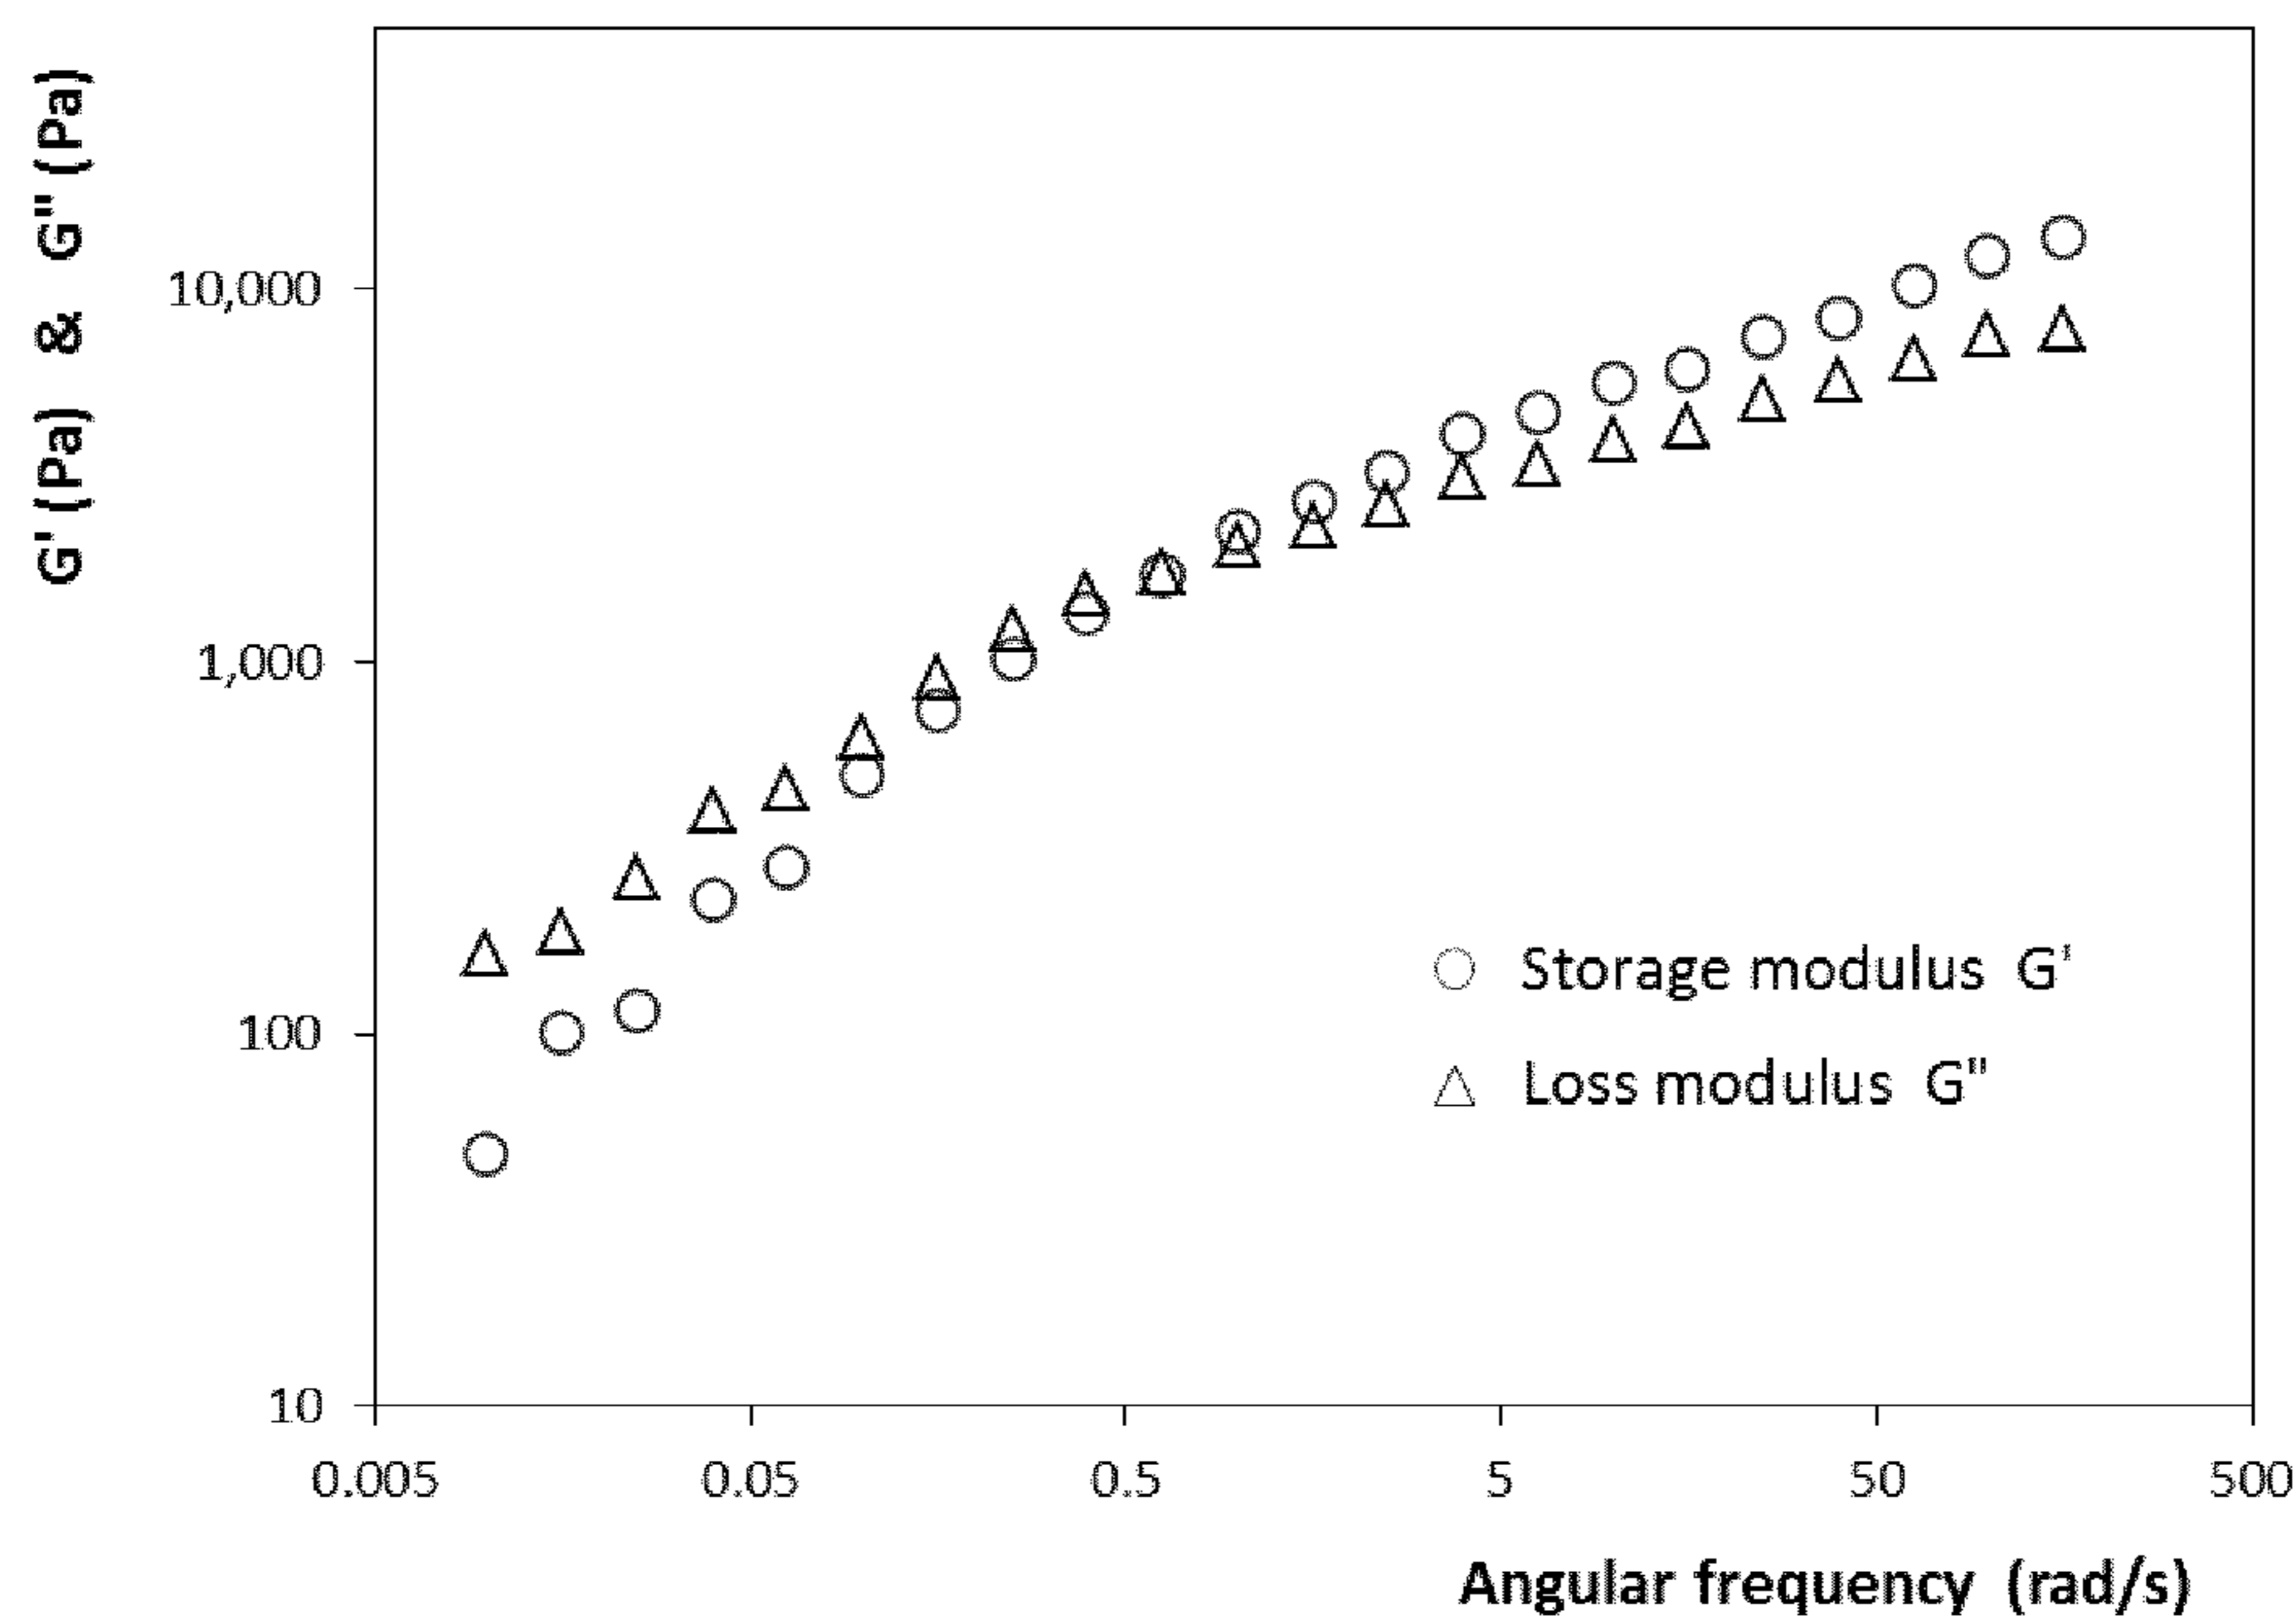 G' (Pa) & G" (Pa)
10,000
1,000
100
10
Storage modulus G'
Loss modulus G"
0.005 0.05 0.5 5 50 500
Angular frequency (rad/s)